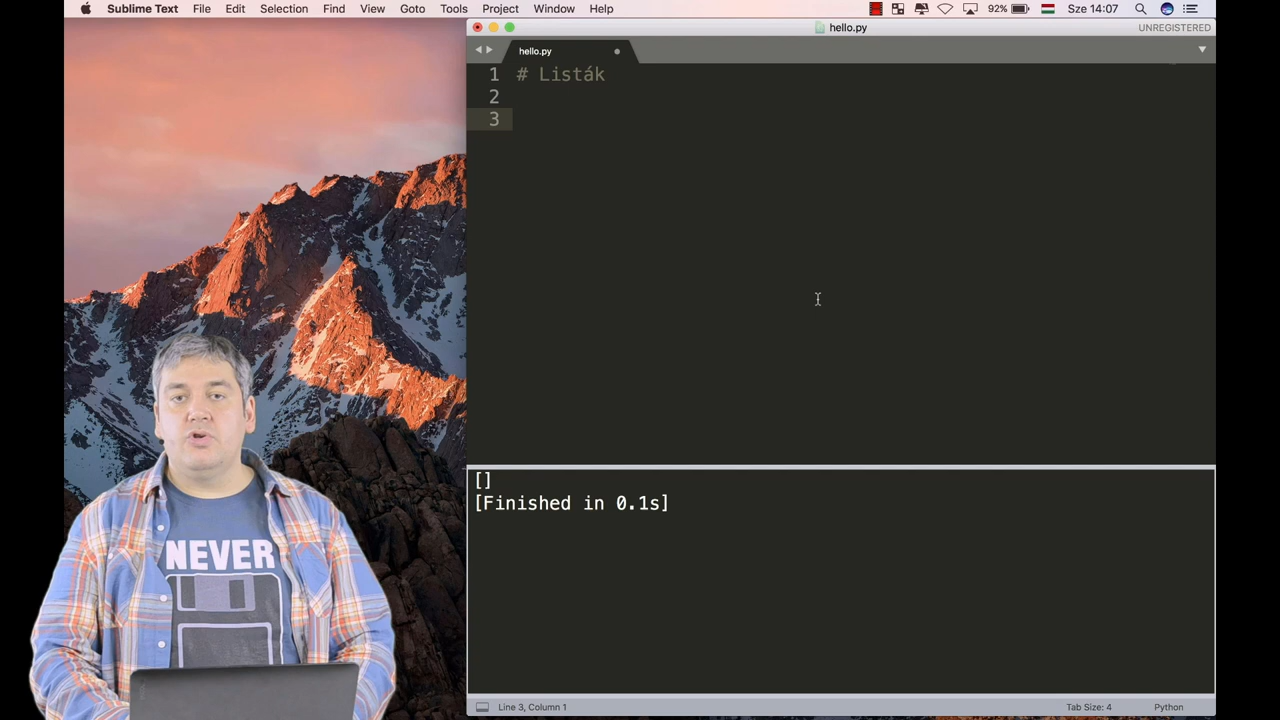 Sublime Text File Edit Selection Find View Goto Tools Project Window Help 92% Sze 14:07
hello.py UNREGISTERED
hello.py
1 # Listák
2
3
[]
[Finished in 0.1s]
NEVER
Line 3, Column 1 Tab Size: 4 Python